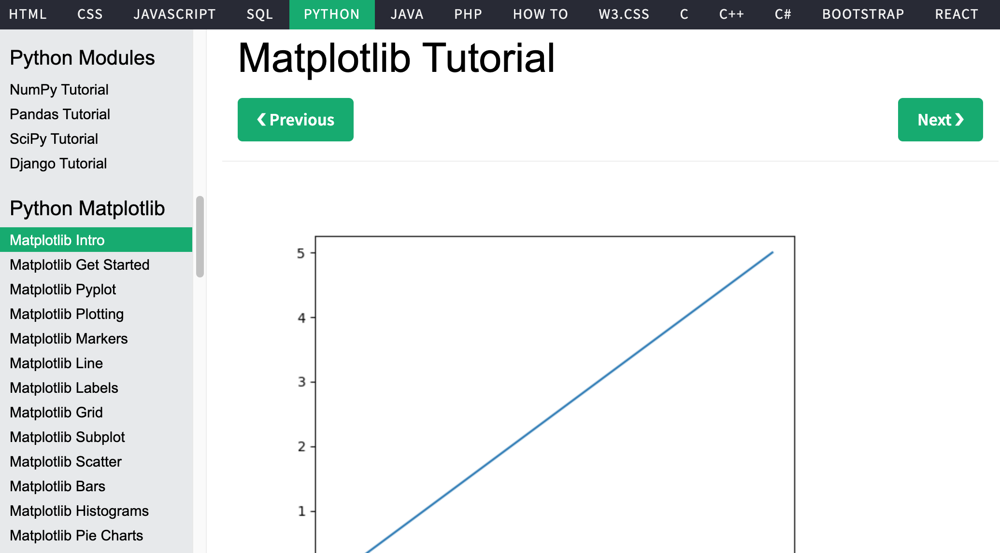 HTML CSS JAVASCRIPT SQL PYTHON JAVA PHP HOW TO W3.CSS C C++ C# BOOTSTRAP REACT
Python Modules
NumPy Tutorial
Pandas Tutorial
SciPy Tutorial
Django Tutorial
Python Matplotlib
Matplotlib Intro
Matplotlib Get Started
Matplotlib Pyplot
Matplotlib Plotting
Matplotlib Markers
Matplotlib Line
Matplotlib Labels
Matplotlib Grid
Matplotlib Subplot
Matplotlib Scatter
Matplotlib Bars
Matplotlib Histograms
Matplotlib Pie Charts
Matplotlib Tutorial
❮ Previous
Next ❯
5
4
3
2
1